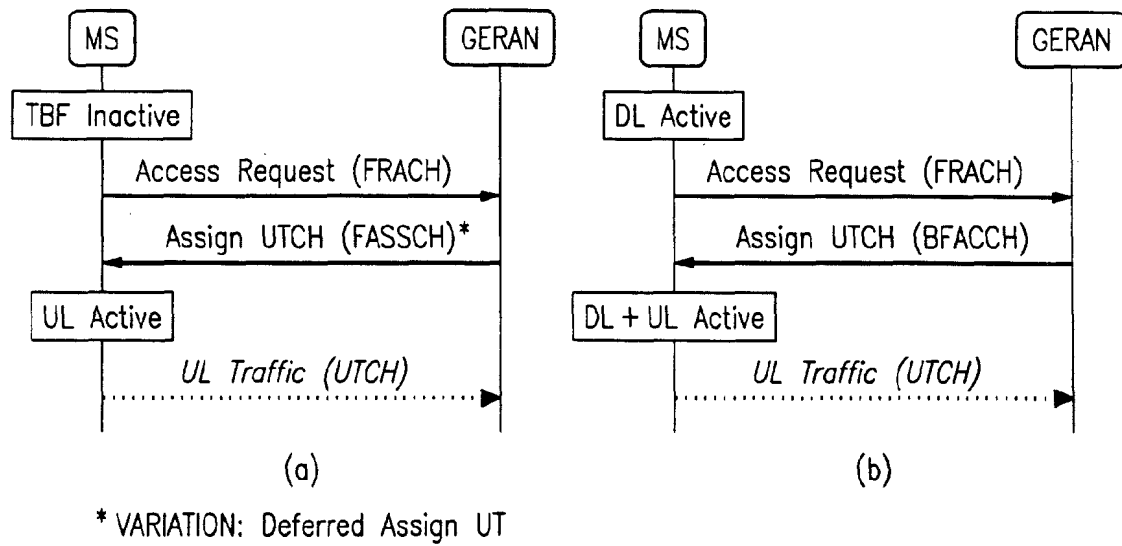 MS
GERAN
TBF Inactive
Access Request (FRACH)
Assign UTCH (FASSCH)*
UL Active
UL Traffic (UTCH)
(a)
MS
GERAN
DL Active
Access Request (FRACH)
Assign UTCH (BFACCH)
DL + UL Active
UL Traffic (UTCH)
(b)
* VARIATION: Deferred Assign UT